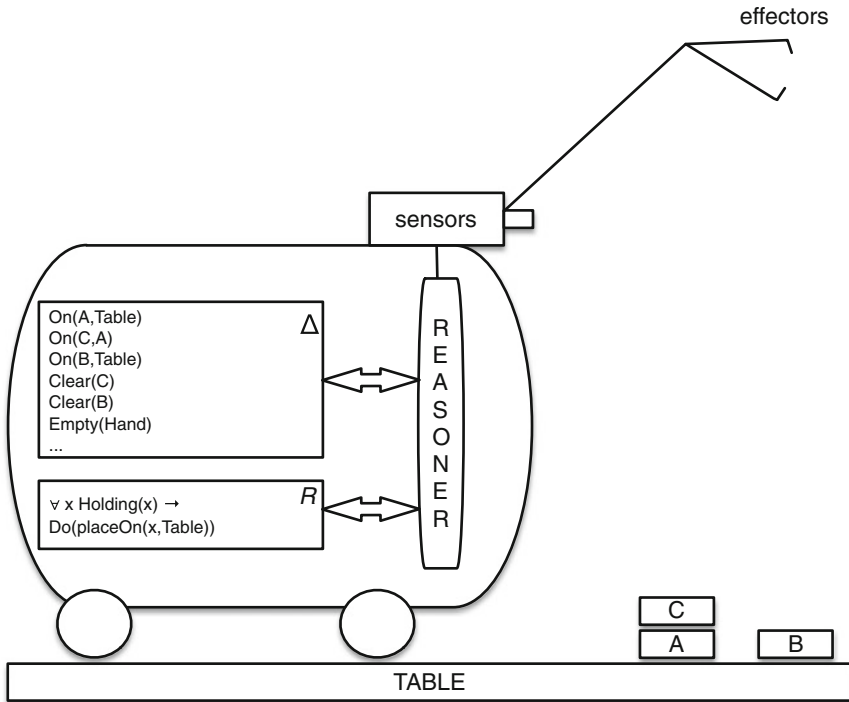 effectors
sensors
On(A,Table)
Δ
On(C,A)
On(B,Table)
Clear(C)
Clear(B)
Empty(Hand)
...
R
E
A
S
O
N
E
R
∀ x Holding(x) →
R
Do(placeOn(x,Table))
C
A
B
TABLE